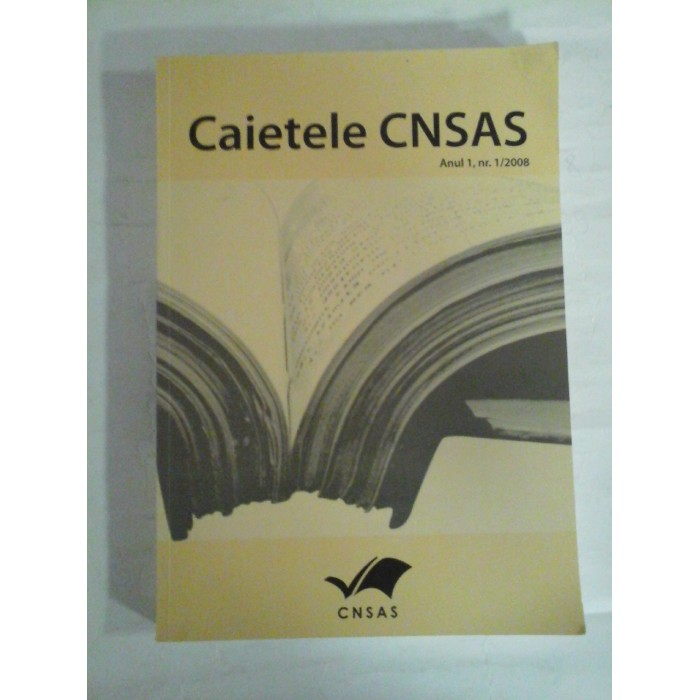 Caietele CNSAS
Anul 1, nr. 1/2008
CNSAS